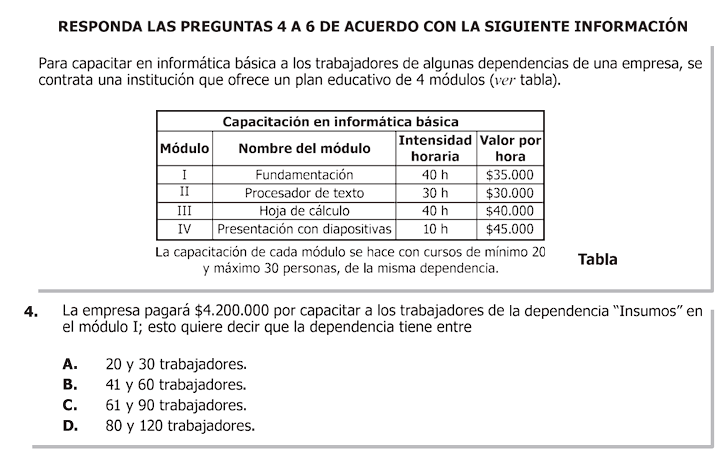 RESPONDA LAS PREGUNTAS 4 A 6 DE ACUERDO CON LA SIGUIENTE INFORMACIÓN
Para capacitar en informática básica a los trabajadores de algunas dependencias de una empresa, se
contrata una institución que ofrece un plan educativo de 4 módulos (ver tabla).
Capacitación en informática básica
Módulo Nombre del módulo Intensidad horaria Valor por hora
I Fundamentación 40 h $35.000
II Procesador de texto 30 h $30.000
III Hoja de cálculo 40 h $40.000
IV Presentación con diapositivas 10 h $45.000
La capacitación de cada módulo se hace con cursos de mínimo 20
y máximo 30 personas, de la misma dependencia.
Tabla
4. La empresa pagará $4.200.000 por capacitar a los trabajadores de la dependencia “Insumos” en
el módulo I; esto quiere decir que la dependencia tiene entre
A. 20 y 30 trabajadores.
B. 41 y 60 trabajadores.
C. 61 y 90 trabajadores.
D. 80 y 120 trabajadores.